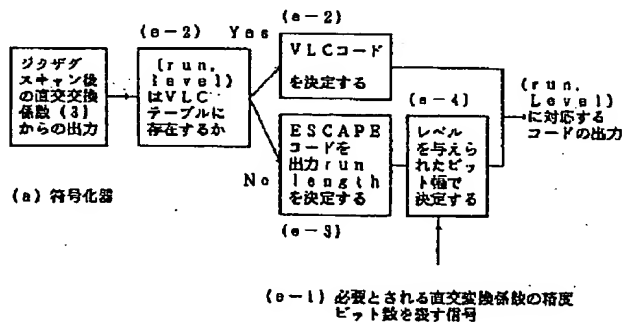 ジクザグ
スキャン後
の直交交換
係数(3)
からの出力
(e-2) Yes
(run,
level)
はVLC
テーブルに
存在するか
(e-2)
VLCコード
を決定する
No
ESCAPE
コードを
出力run
length
を決定する
(e-3)
(e-4)
レベル
を与えら
れたビッ
ト幅で
決定する
(run,
Level)
に対応する
コードの出力
(a) 符号化器
(e-1) 必要とされる直交変換係数の精度
ビット数を表す信号